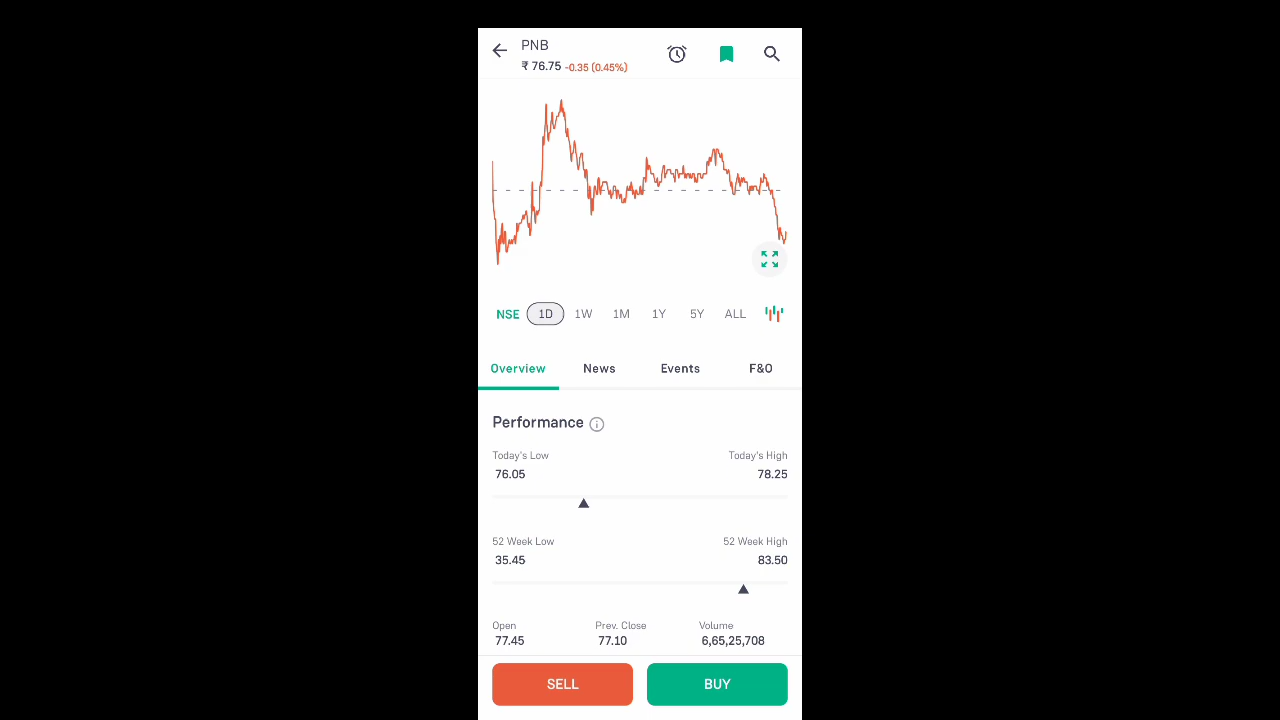 PNB
₹ 76.75 -0.35 (0.45%)
NSE 1D 1W 1M 1Y 5Y ALL
Overview News Events F&O
Performance
Today's Low Today's High
76.05 78.25
52 Week Low 52 Week High
35.45 83.50
Open Prev. Close Volume
77.45 77.10 6,65,25,708
SELL BUY